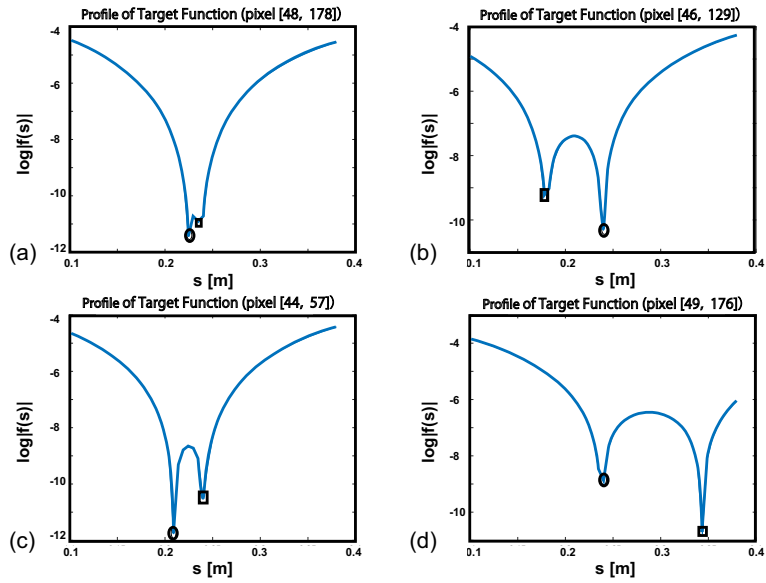 Profile of Target Function (pixel [48, 178])
-4
-6
-8
-10
-12
log|f(s)|
(a)
0.1 0.2 0.3 0.4
s [m]
Profile of Target Function (pixel [46, 129])
-4
-6
-8
-10
log|f(s)|
(b)
0.1 0.2 0.3 0.4
s [m]
Profile of Target Function (pixel [44, 57])
-4
-6
-8
-10
-12
log|f(s)|
(c)
0.1 0.2 0.3 0.4
s [m]
Profile of Target Function (pixel [49, 176])
-4
-6
-8
-10
log|f(s)|
(d)
0.1 0.2 0.3 0.4
s [m]